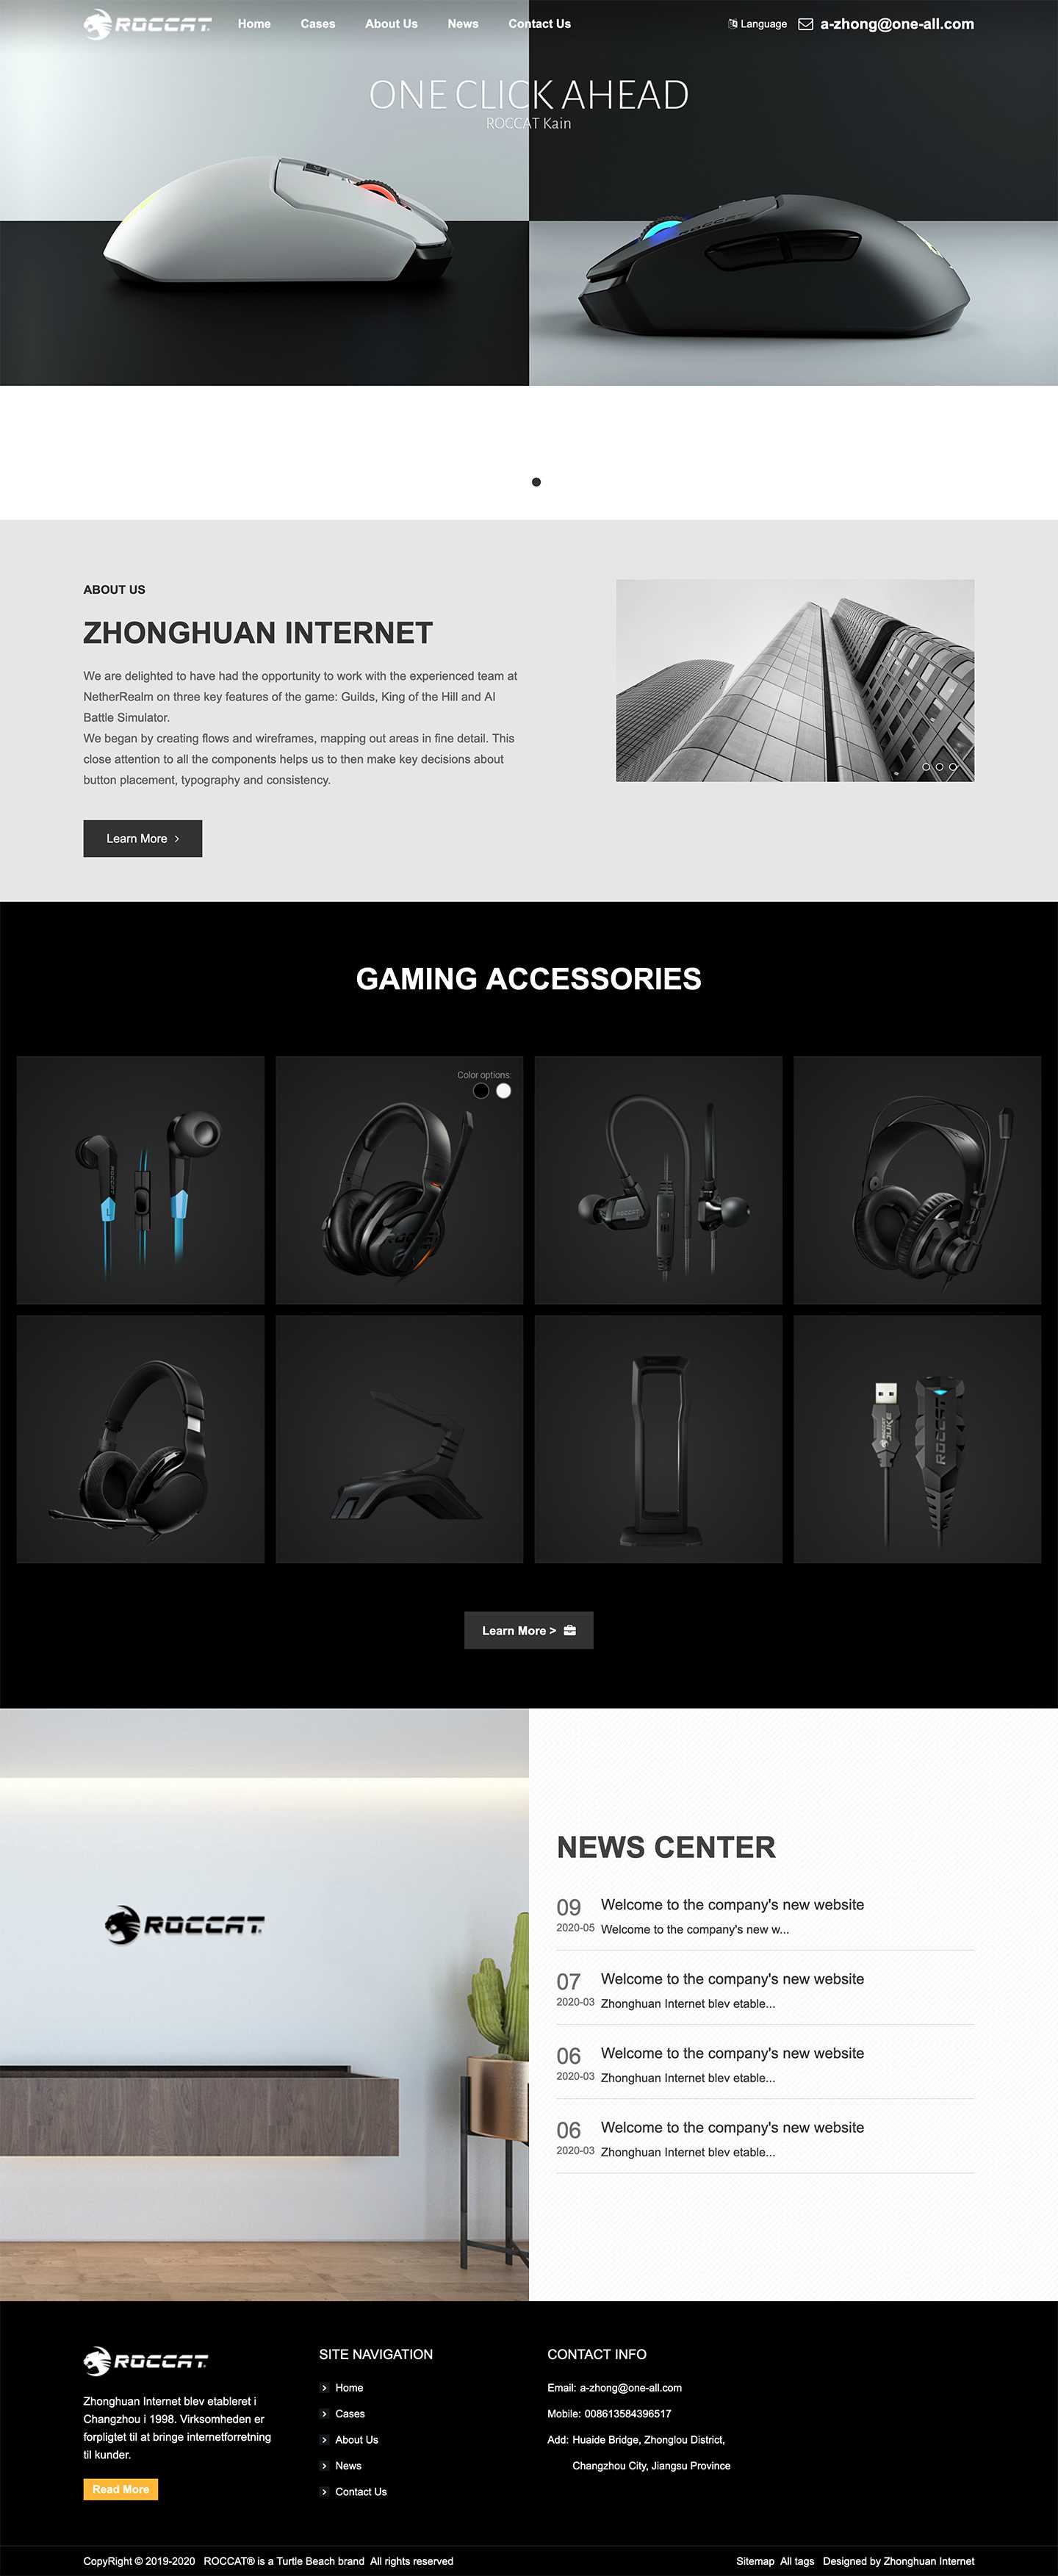 ROCCAT
Home Cases About Us News Contact Us
Language a-zhong@one-all.com
ONE CLICK AHEAD
ROCCAT Kain
ROCCAT
ABOUT US
ZHONGHUAN INTERNET
We are delighted to have had the opportunity to work with the experienced team at
NetherRealm on three key features of the game: Guilds, King of the Hill and AI
Battle Simulator.
We began by creating flows and wireframes, mapping out areas in fine detail. This
close attention to all the components helps us to then make key decisions about
button placement, typography and consistency.
Learn More
GAMING ACCESSORIES
Color options:
L
ROCCAT
ROCCAT
ROCCAT
JUKE
ROCCAT
Learn More >
ROCCAT
NEWS CENTER
09
2020-05
Welcome to the company's new website
Welcome to the company's new w...
07
2020-03
Welcome to the company's new website
Zhonghuan Internet blev etable...
06
2020-03
Welcome to the company's new website
Zhonghuan Internet blev etable...
06
2020-03
Welcome to the company's new website
Zhonghuan Internet blev etable...
ROCCAT
Zhonghuan Internet blev etableret i
Changzhou i 1998. Virksomheden er
forpligtet til at bringe internetforretning
til kunder.
Read More
SITE NAVIGATION
Home
Cases
About Us
News
Contact Us
CONTACT INFO
Email: a-zhong@one-all.com
Mobile: 008613584396517
Add: Huaide Bridge, Zhonglou District,
Changzhou City, Jiangsu Province
CopyRight © 2019-2020 ROCCAT® is a Turtle Beach brand All rights reserved
Sitemap All tags Designed by Zhonghuan Internet